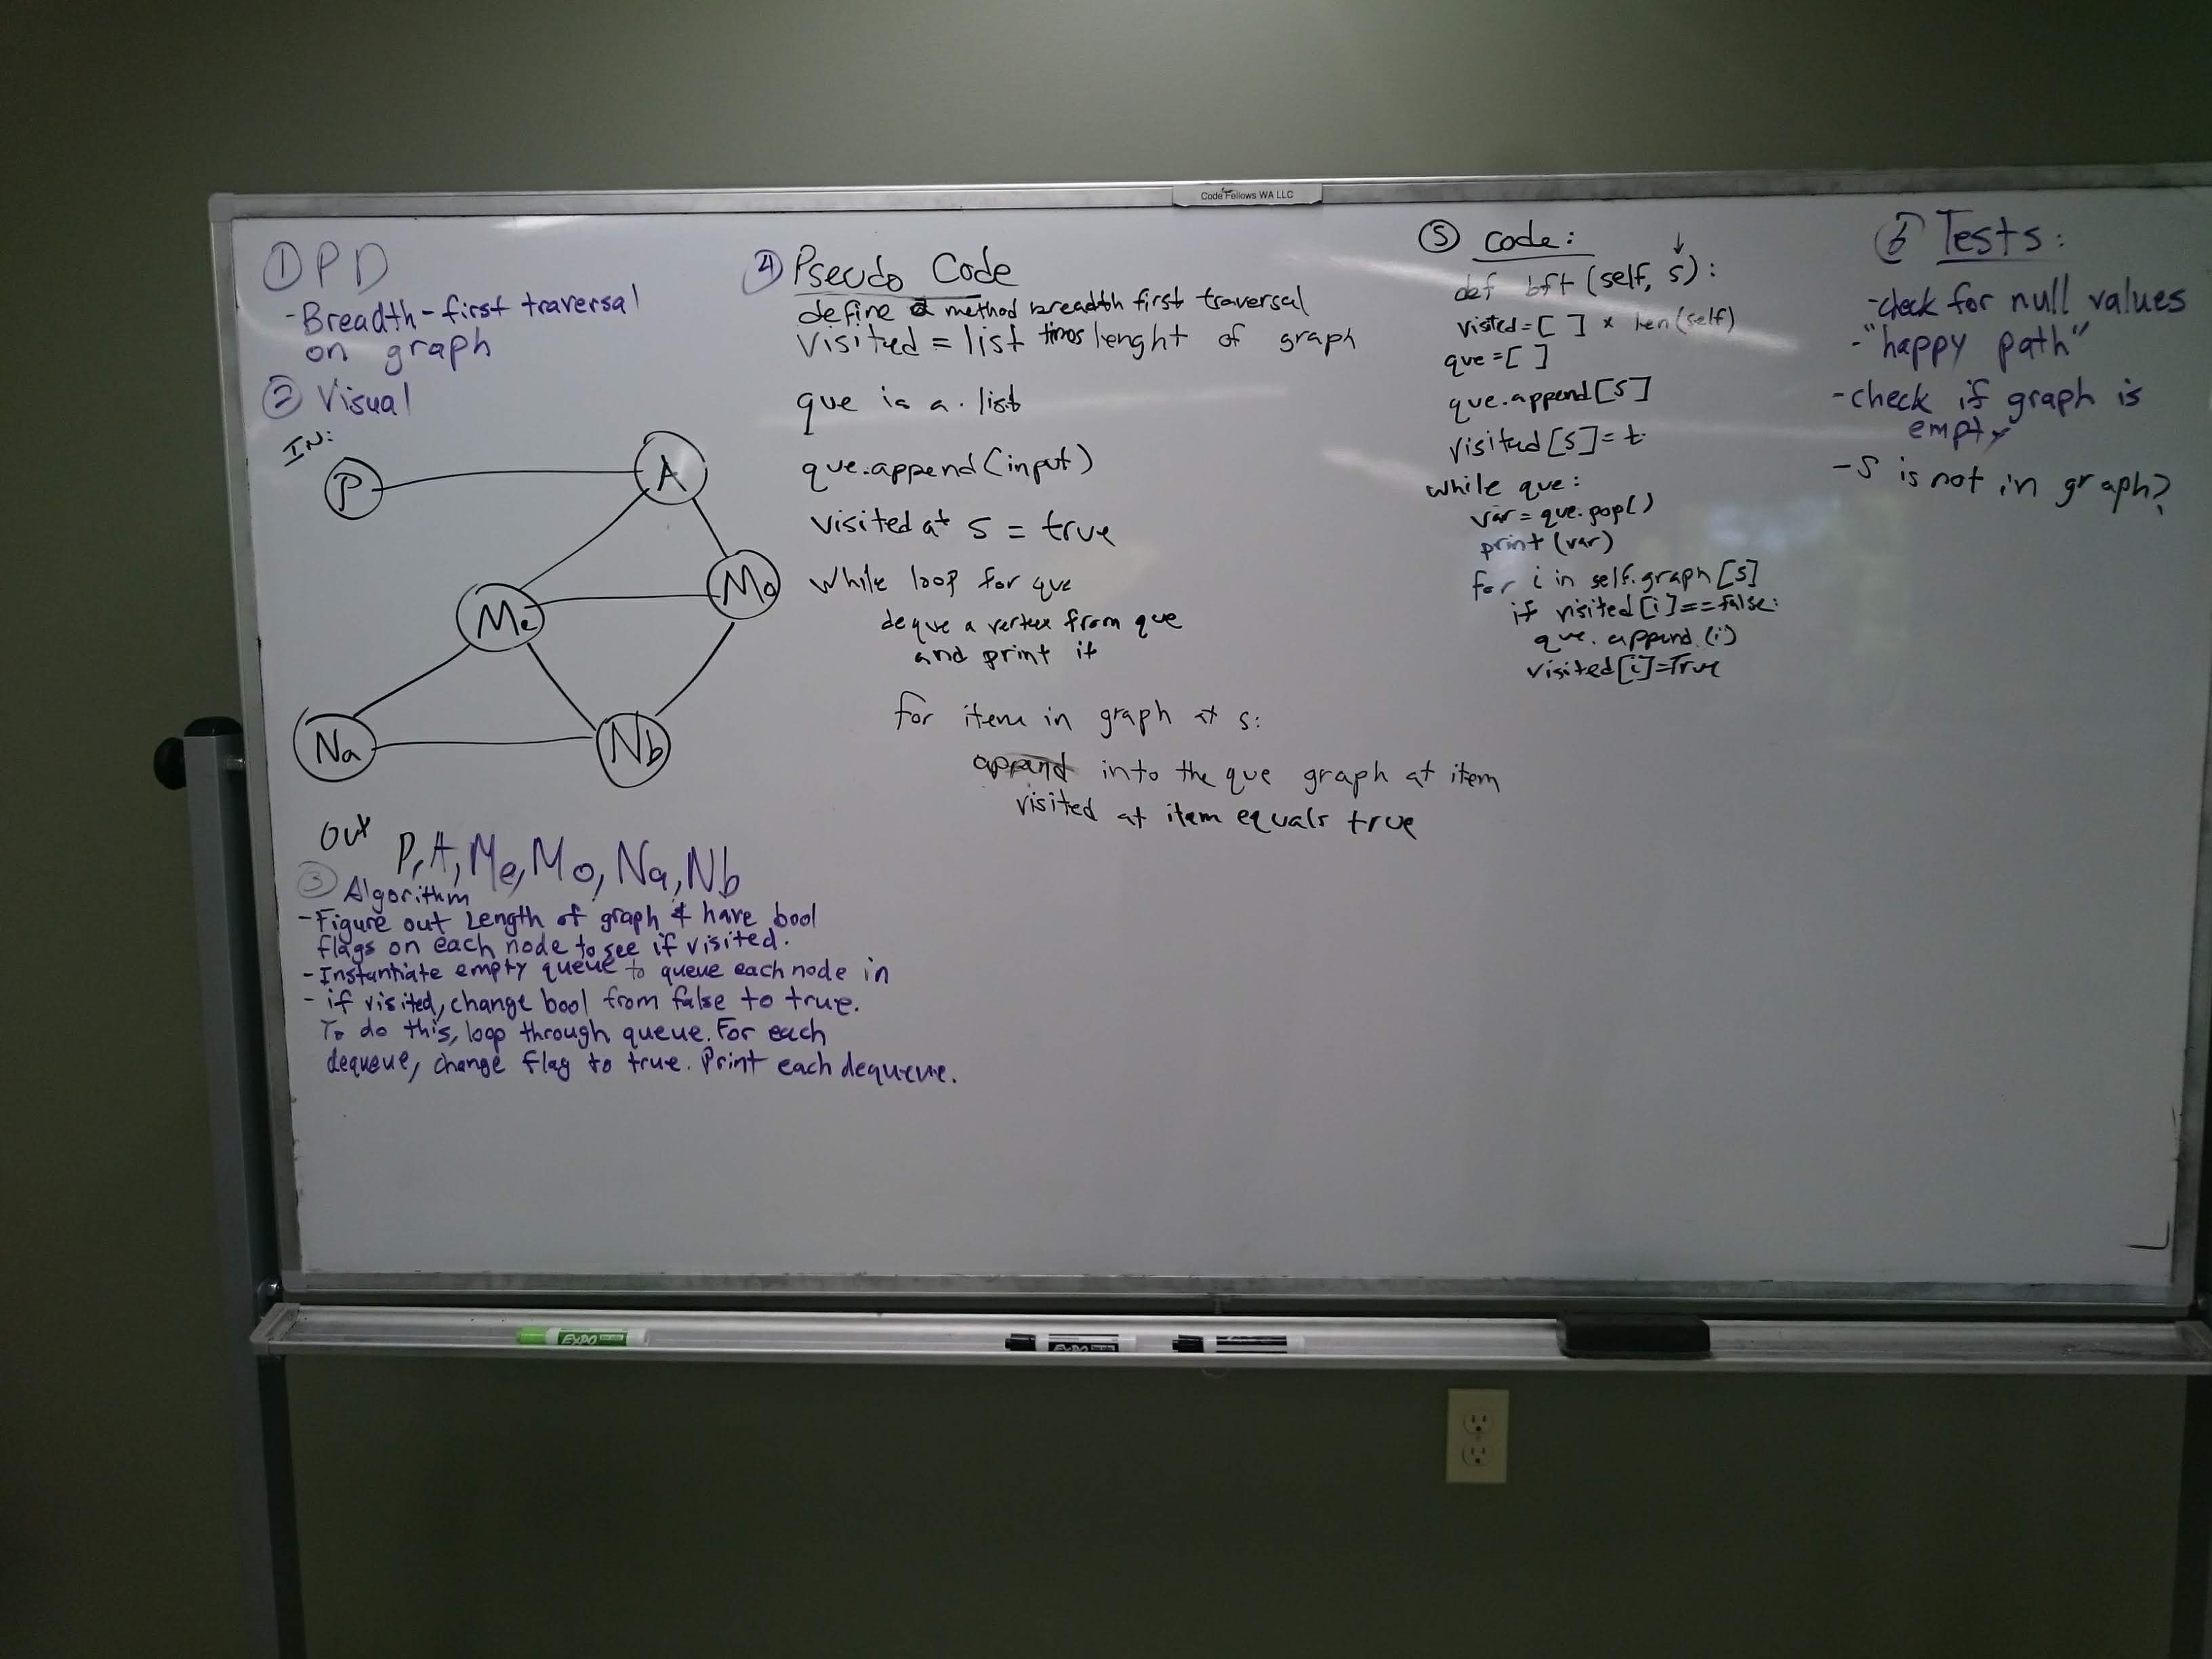 Code Fellows WA LLC
① PD
- Breadth-first traversal
on graph
② Visual
IN:
P
A
Me
Mo
Na
Nb
Out
P, A, Me, Mo, Na, Nb
③ Algorithm
- Figure out Length of graph & have bool
flags on each node to see if visited.
- Instantiate empty queue to queue each node in
- if visited, change bool from false to true.
To do this, loop through queue. For each
dequeue, change flag to true. Print each dequeue.
④ Pseudo Code
define a method breadth first traversal
visited = list times lenght of graph
que is a list
que.append(input)
visited at s = true
while loop for que
deque a vertex from que
and print it
for item in graph at s:
append into the que graph at item
visited at item equals true
⑤ code:
↓
def bft (self, s):
visited = [ ] * len(self)
que = [ ]
que.append[s]
visited[s] = t
while que:
var = que.pop()
print (var)
for i in self.graph[s]
if visited[i] == false:
que.append(i)
visited[i] = True
⑥ Tests:
- check for null values
- "happy path"
- check if graph is
empty
- s is not in graph?
EXPO
EXPO